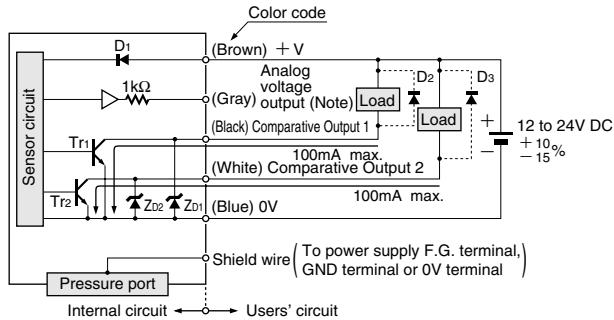 Color code
D1
(Brown) +V
1kΩ
(Gray)
Analog
voltage
output (Note)
D2
D3
Load
Load
Sensor circuit
Tr1
(Black) Comparative Output 1
100mA max.
+
−
12 to 24V DC
+10
−15 %
(White) Comparative Output 2
100mA max.
Tr2
ZD2
ZD1
(Blue) 0V
Shield wire
(To power supply F.G. terminal,
GND terminal or 0V terminal)
Pressure port
Internal circuit
Users' circuit